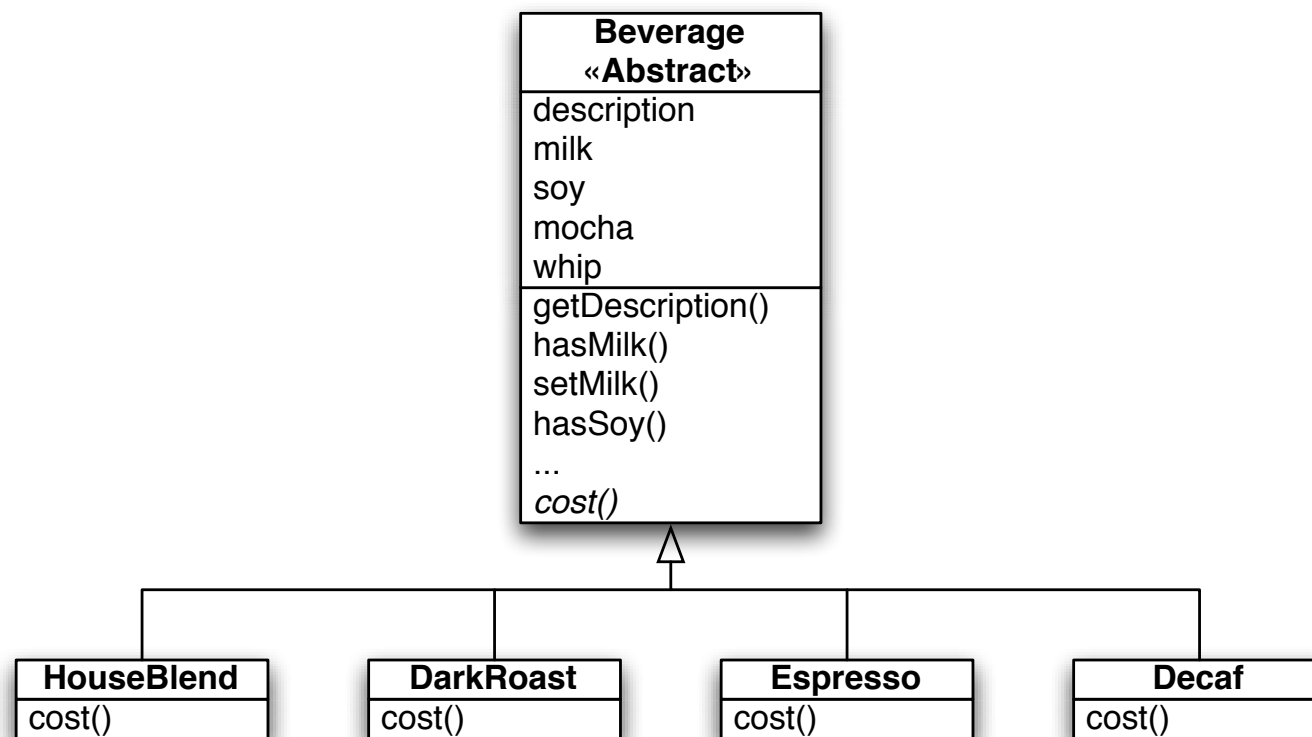 Beverage
«Abstract»
description
milk
soy
mocha
whip
getDescription()
hasMilk()
setMilk()
hasSoy()
...
cost()
HouseBlend
cost()
DarkRoast
cost()
Espresso
cost()
Decaf
cost()